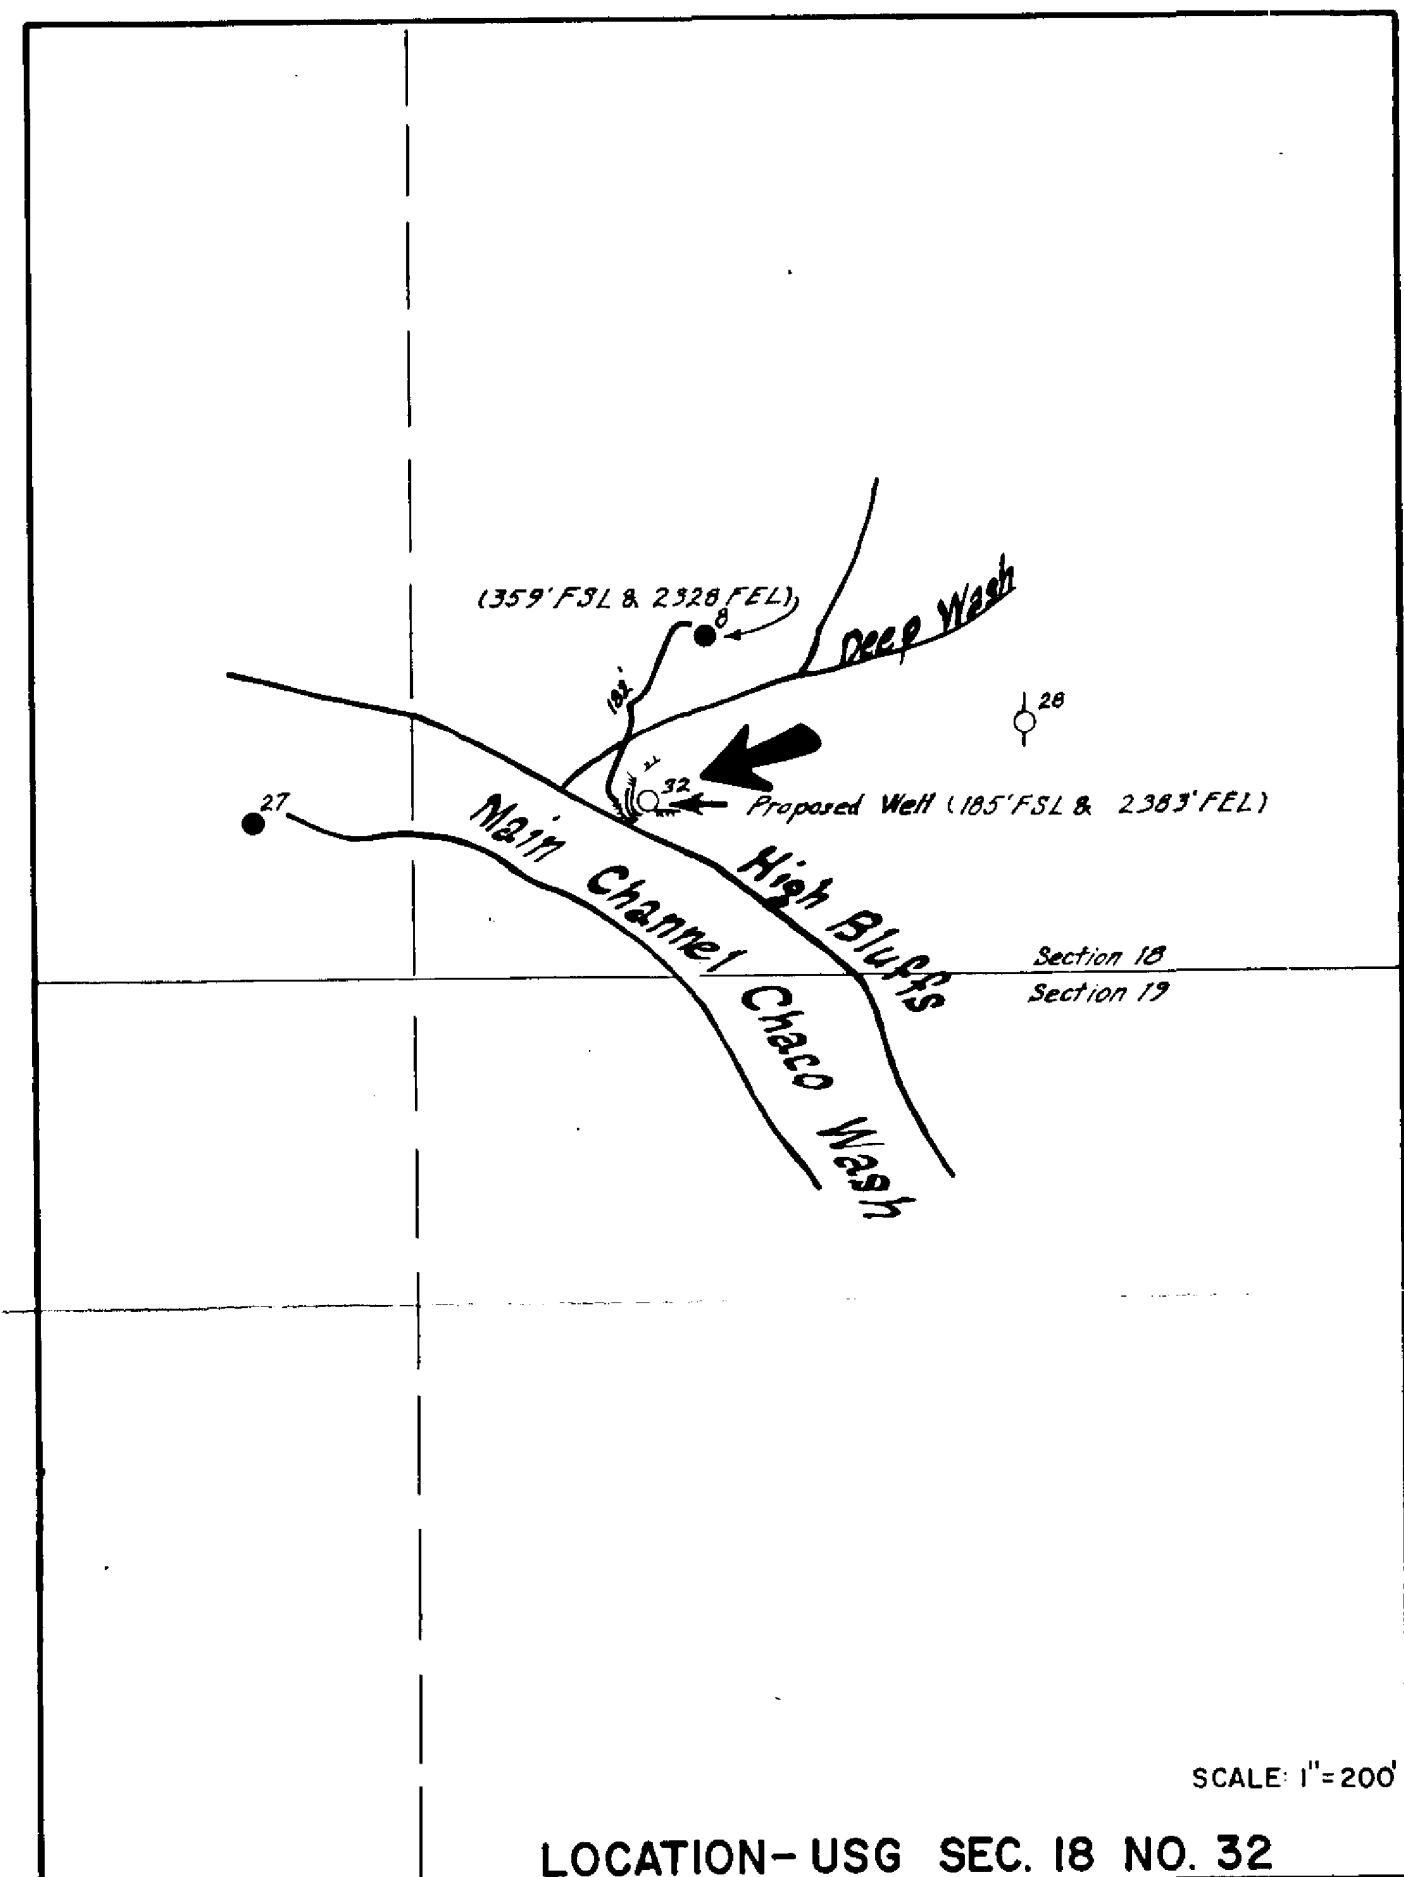 (359' FSL & 2328 FEL)
8
Deep Wash
182'
28
32
Proposed Well (185' FSL & 2383' FEL)
27
Main Channel Chaco Wash
High Bluffs
Section 18
Section 19
SCALE: 1"=200'
LOCATION-USG SEC. 18 NO. 32